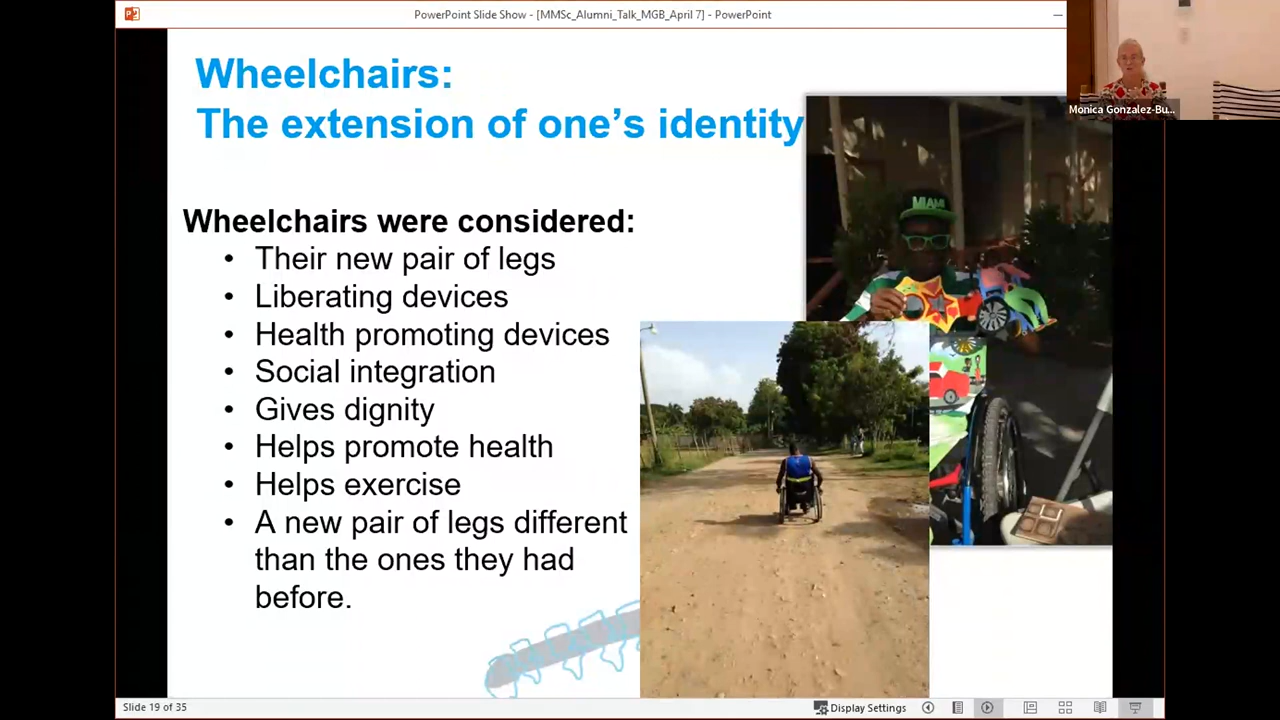 PowerPoint Slide Show - [MMSc_Alumni_Talk_MGB_April 7] - PowerPoint
Wheelchairs:
The extension of one's identity
Monica Gonzalez-Bu...
MIAMI
Wheelchairs were considered:
• Their new pair of legs
• Liberating devices
• Health promoting devices
• Social integration
• Gives dignity
• Helps promote health
• Helps exercise
• A new pair of legs different
than the ones they had
before.
Slide 19 of 35
Display Settings